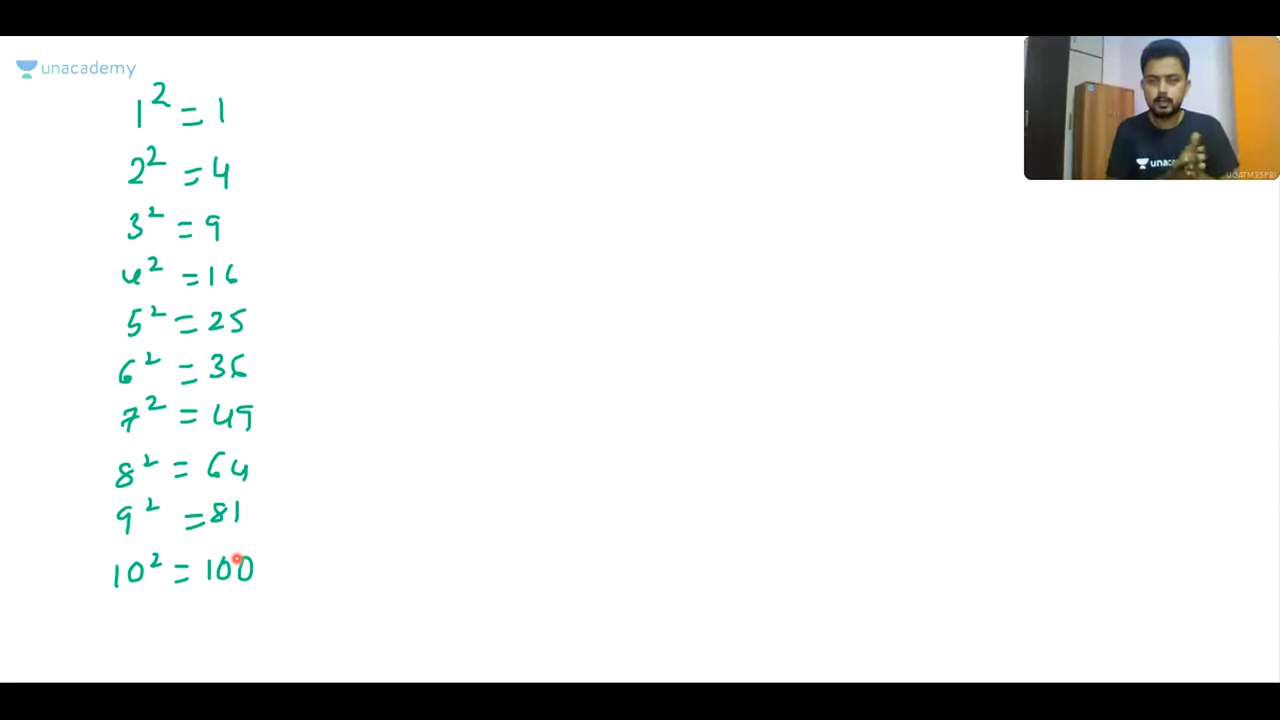 unacademy
1² = 1
2² = 4
3² = 9
4² = 16
5² = 25
6² = 36
7² = 49
8² = 64
9² = 81
10² = 100
unac